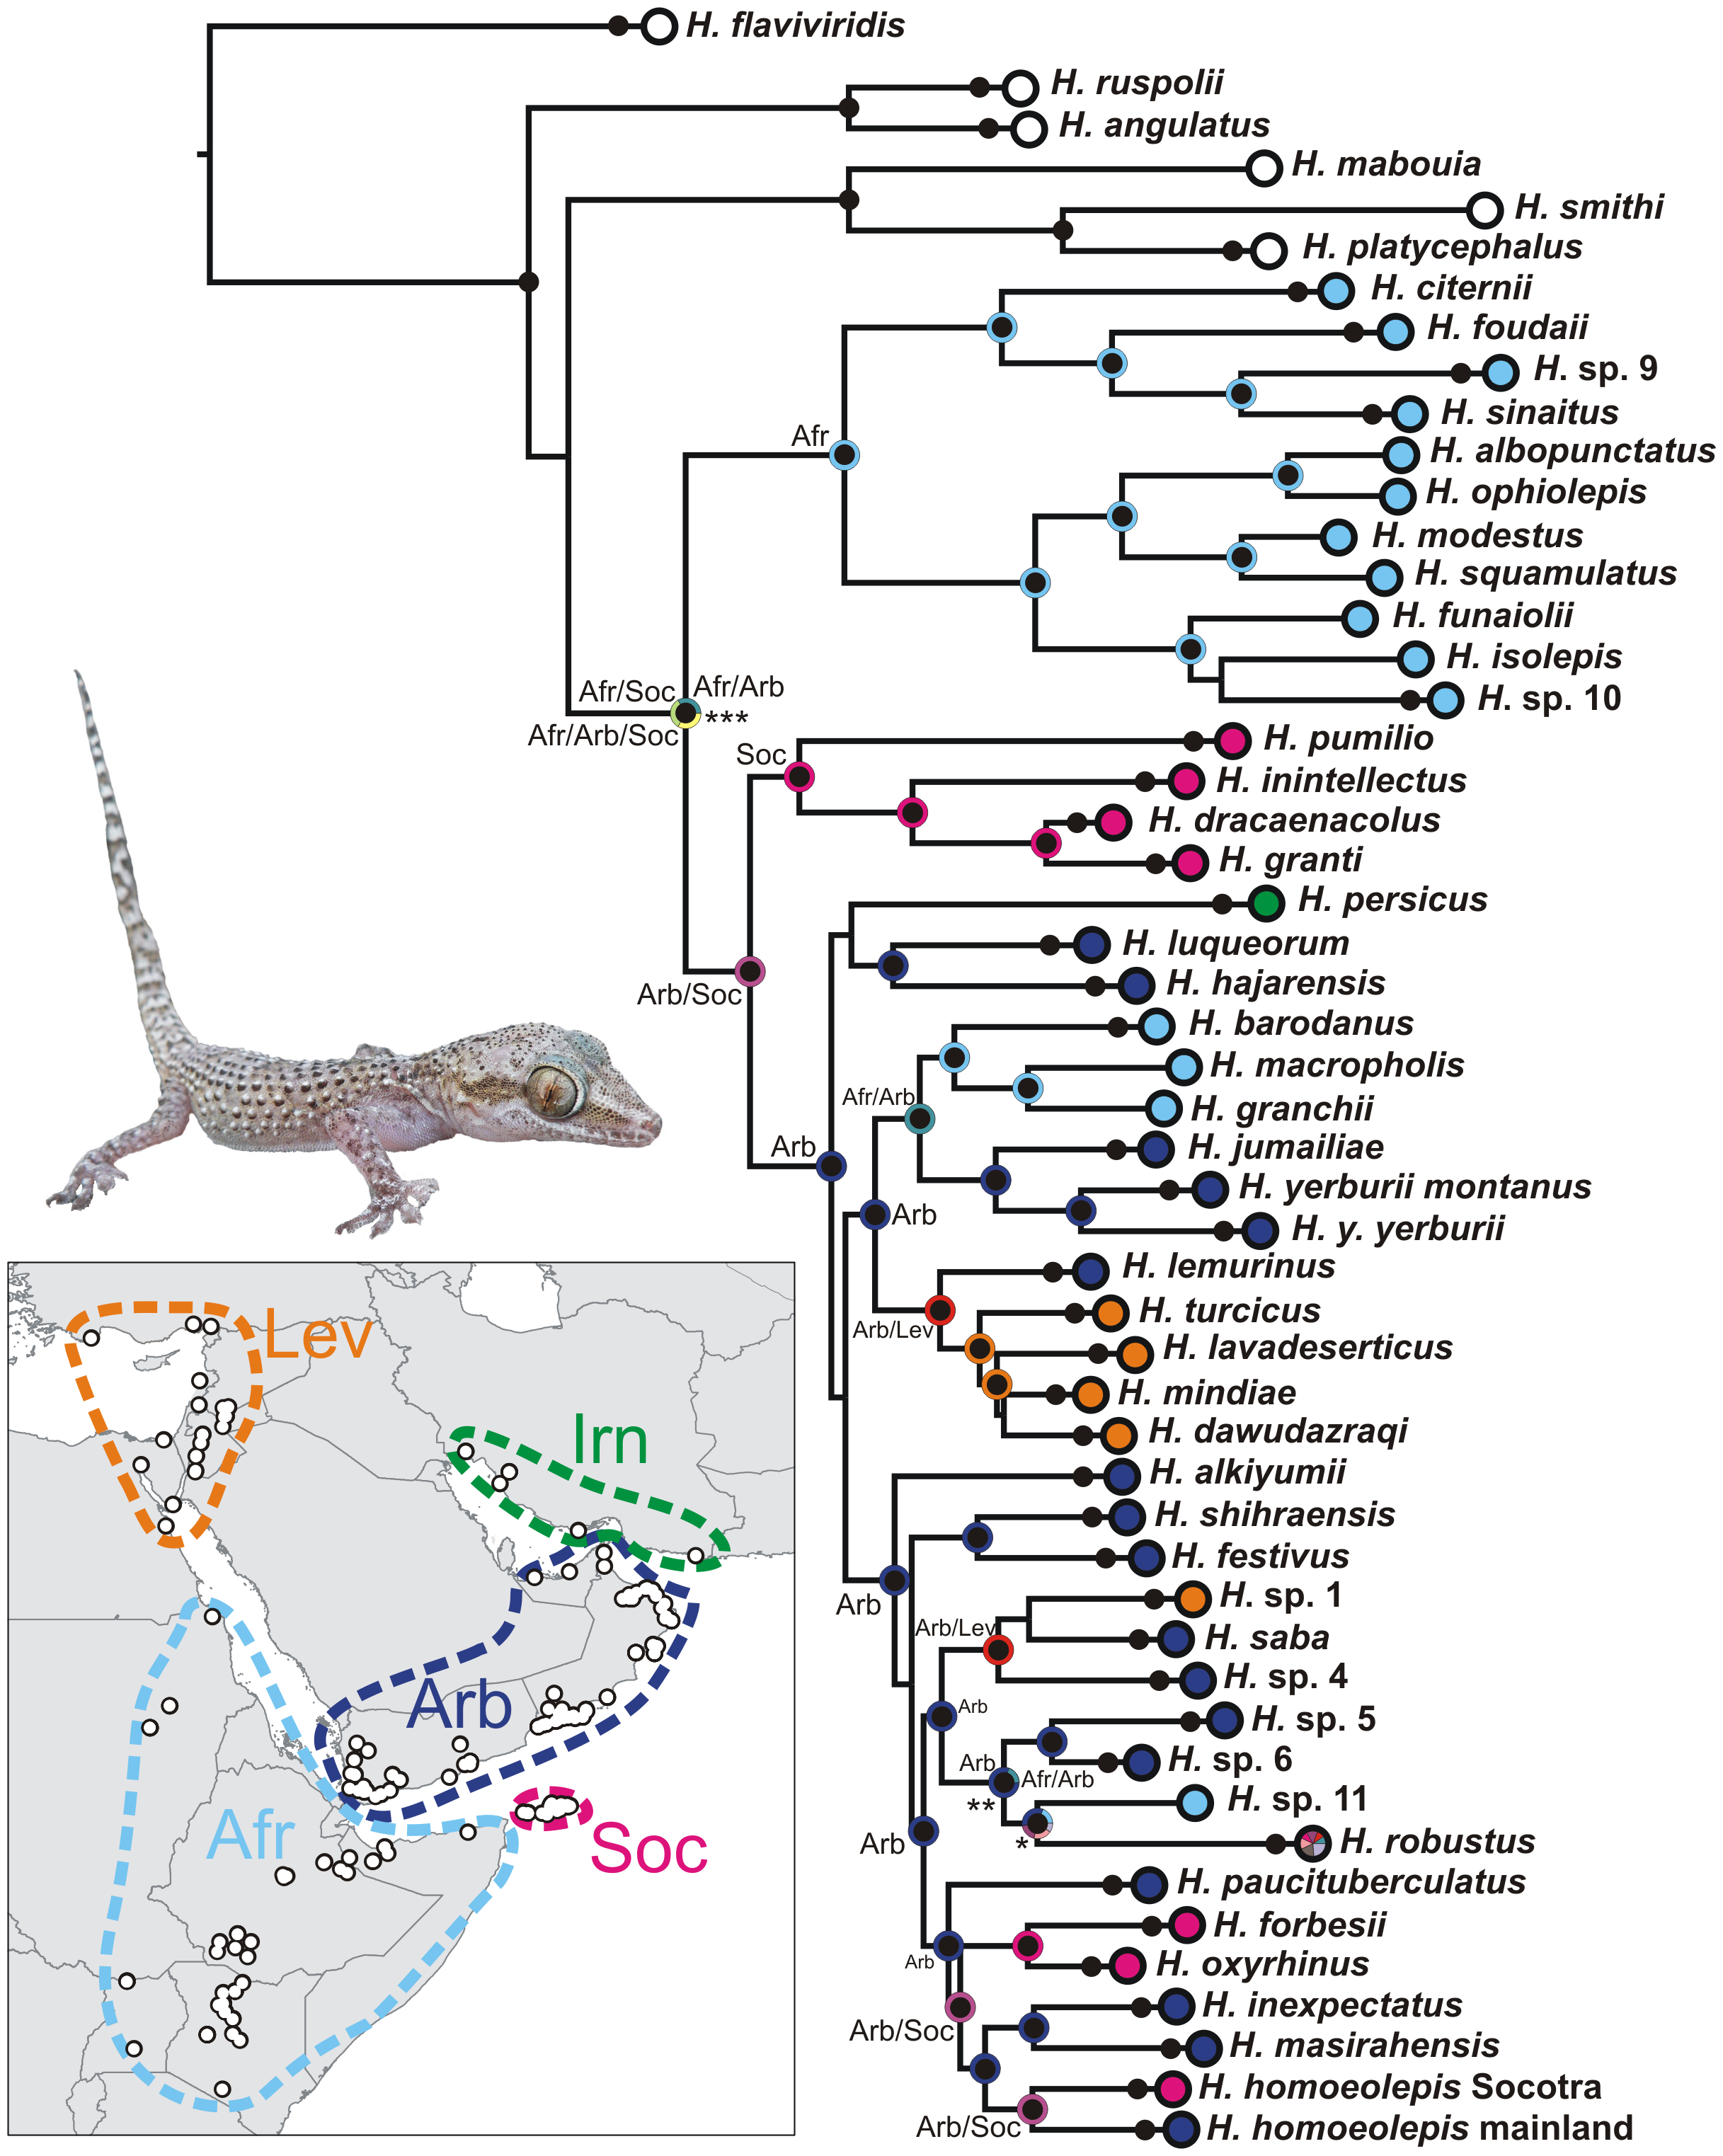 H. flaviviridis
H. ruspolii
H. angulatus
H. mabouia
H. smithi
H. platycephalus
H. citernii
H. foudaii
H. sp. 9
H. sinaitus
Afr
H. albopunctatus
H. ophiolepis
H. modestus
H. squamulatus
H. funaiolii
H. isolepis
H. sp. 10
Afr/Soc
Afr/Arb
***
Afr/Arb/Soc
H. pumilio
Soc
H. inintellectus
H. dracaenacolus
H. granti
H. persicus
H. luqueorum
H. hajarensis
Arb/Soc
H. barodanus
H. macropholis
Afr/Arb
H. granchii
Arb
H. jumailiae
H. yerburii montanus
Arb
H. y. yerburii
H. lemurinus
H. turcicus
Arb/Lev
H. lavadeserticus
H. mindiae
H. dawudazraqi
H. alkiyumii
H. shihraensis
H. festivus
Arb
H. sp. 1
Arb/Lev
H. saba
H. sp. 4
Arb
H. sp. 5
Arb
H. sp. 6
Afr/Arb
**
H. sp. 11
*
Arb
H. robustus
H. paucituberculatus
H. forbesii
Arb
H. oxyrhinus
H. inexpectatus
Arb/Soc
H. masirahensis
H. homoeolepis Socotra
Arb/Soc
H. homoeolepis mainland
Lev
Irn
Arb
Afr
Soc